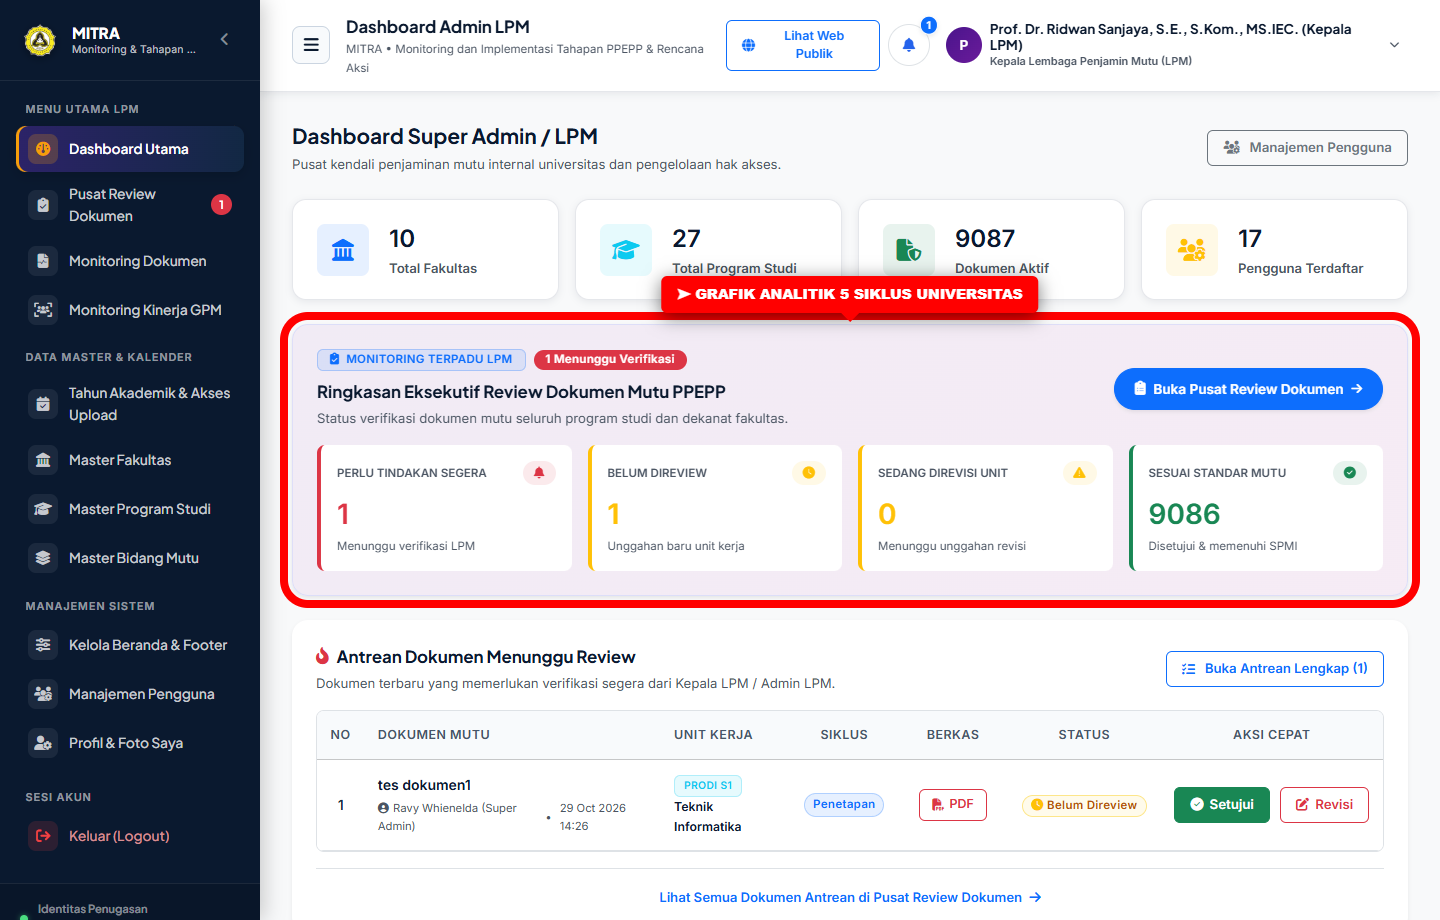 MITRA
Monitoring & Tahapan ...
MENU UTAMA LPM
Dashboard Utama
Pusat Review
Dokumen
1
Monitoring Dokumen
Monitoring Kinerja GPM
DATA MASTER & KALENDER
Tahun Akademik & Akses
Upload
Master Fakultas
Master Program Studi
Master Bidang Mutu
MANAJEMEN SISTEM
Kelola Beranda & Footer
Manajemen Pengguna
Profil & Foto Saya
SESI AKUN
Keluar (Logout)
Identitas Penugasan
Dashboard Admin LPM
MITRA • Monitoring dan Implementasi Tahapan PPEPP & Rencana
Aksi
Lihat Web
Publik
1
P
Prof. Dr. Ridwan Sanjaya, S.E., S.Kom., MS.IEC. (Kepala
LPM)
Kepala Lembaga Penjamin Mutu (LPM)
Dashboard Super Admin / LPM
Pusat kendali penjaminan mutu internal universitas dan pengelolaan hak akses.
Manajemen Pengguna
10
Total Fakultas
27
Total Program Studi
9087
Dokumen Aktif
17
Pengguna Terdaftar
➤ GRAFIK ANALITIK 5 SIKLUS UNIVERSITAS
MONITORING TERPADU LPM
1 Menunggu Verifikasi
Ringkasan Eksekutif Review Dokumen Mutu PPEPP
Status verifikasi dokumen mutu seluruh program studi dan dekanat fakultas.
Buka Pusat Review Dokumen →
PERLU TINDAKAN SEGERA
1
Menunggu verifikasi LPM
BELUM DIREVIEW
1
Unggahan baru unit kerja
SEDANG DIREVISI UNIT
0
Menunggu unggahan revisi
SESUAI STANDAR MUTU
9086
Disetujui & memenuhi SPMI
Antrean Dokumen Menunggu Review
Dokumen terbaru yang memerlukan verifikasi segera dari Kepala LPM / Admin LPM.
Buka Antrean Lengkap (1)
NO DOKUMEN MUTU UNIT KERJA SIKLUS BERKAS STATUS AKSI CEPAT
1
tes dokumen1
Ravy Whienelda (Super
Admin)
• 29 Oct 2026
14:26
PRODI S1
Teknik
Informatika
Penetapan
PDF
Belum Direview
Setujui
Revisi
Lihat Semua Dokumen Antrean di Pusat Review Dokumen →